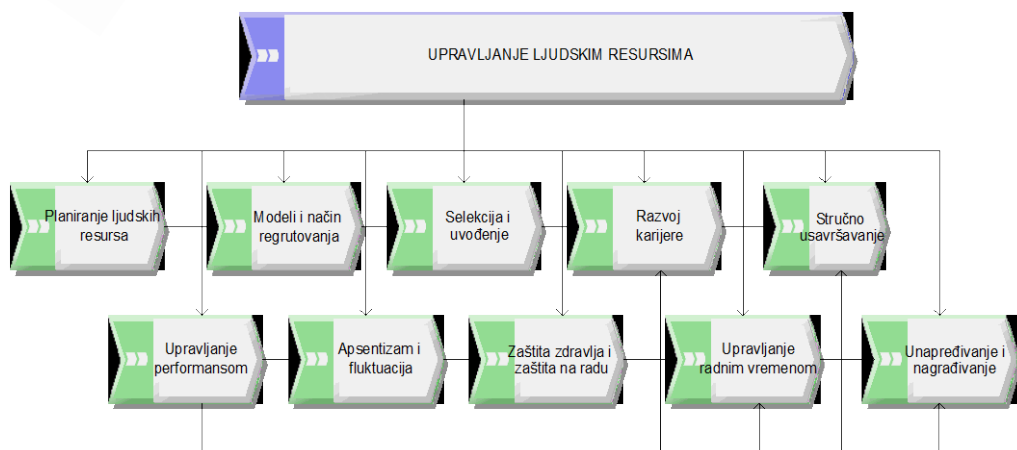 UPRAVLJANJE LJUDSKIM RESURSIMA
Planiranje ljudskih
resursa
Modeli i način
regrutovanja
Selekcija i
uvođenje
Razvoj
karijere
Stručno
usavršavanje
Upravljanje
performansom
Apsentizam i
fluktuacija
Zaštita zdravlja i
zaštita na radu
Upravljanje
radnim vremenom
Unapređivanje i
nagrađivanje